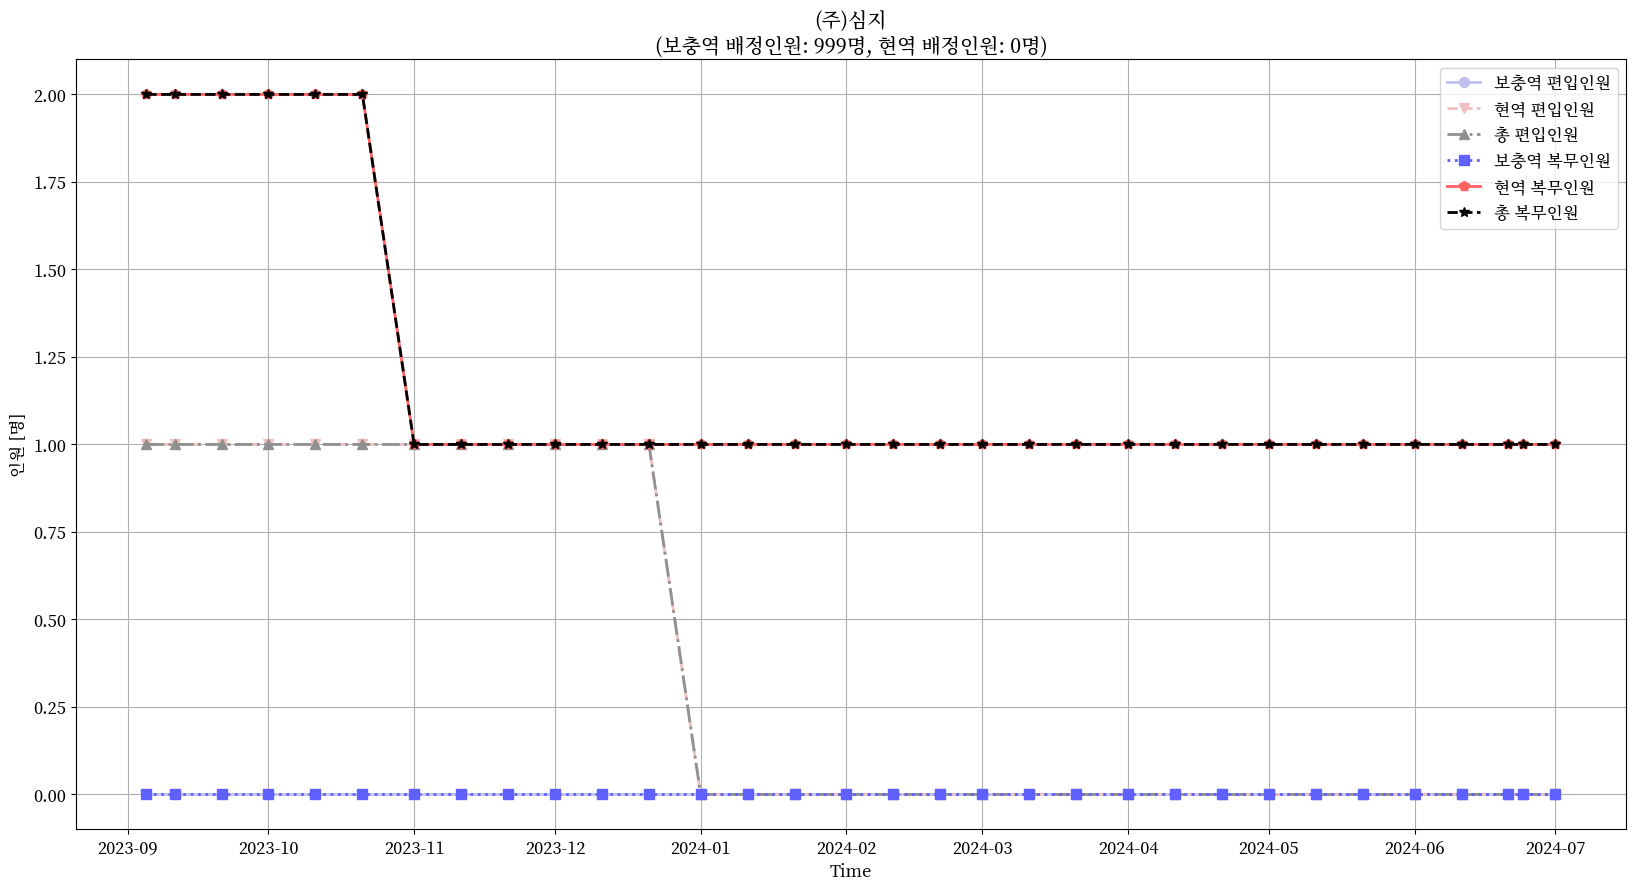 (주)심지
(보충역 배정인원: 999명, 현역 배정인원: 0명)
보충역 편입인원
현역 편입인원
총 편입인원
보충역 복무인원
현역 복무인원
총 복무인원
2.00
1.75
1.50
1.25
1.00
0.75
0.50
0.25
0.00
인원 [명]
2023-09 2023-10 2023-11 2023-12 2024-01 2024-02 2024-03 2024-04 2024-05 2024-06 2024-07
Time